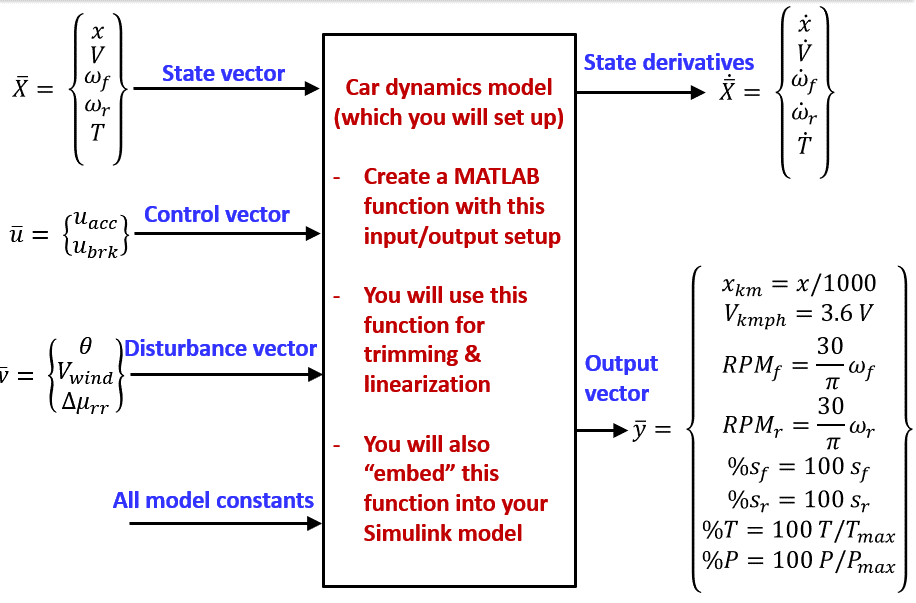 X̄ = { x
V
ω_f
ω_r
T }
State vector
ū = { u_acc
u_brk }
Control vector
v̄ = { θ
V_wind
Δμ_rr }
Disturbance vector
All model constants
Car dynamics model
(which you will set up)
- Create a MATLAB
function with this
input/output setup
- You will use this
function for
trimming &
linearization
- You will also
“embed” this
function into your
Simulink model
State derivatives
Ẋ̄ = { ẋ
V̇
ω̇_f
ω̇_r
Ṫ }
Output
vector
ȳ = { x_km = x/1000
V_kmph = 3.6 V
RPM_f = 30/π ω_f
RPM_r = 30/π ω_r
%s_f = 100 s_f
%s_r = 100 s_r
%T = 100 T/T_max
%P = 100 P/P_max }